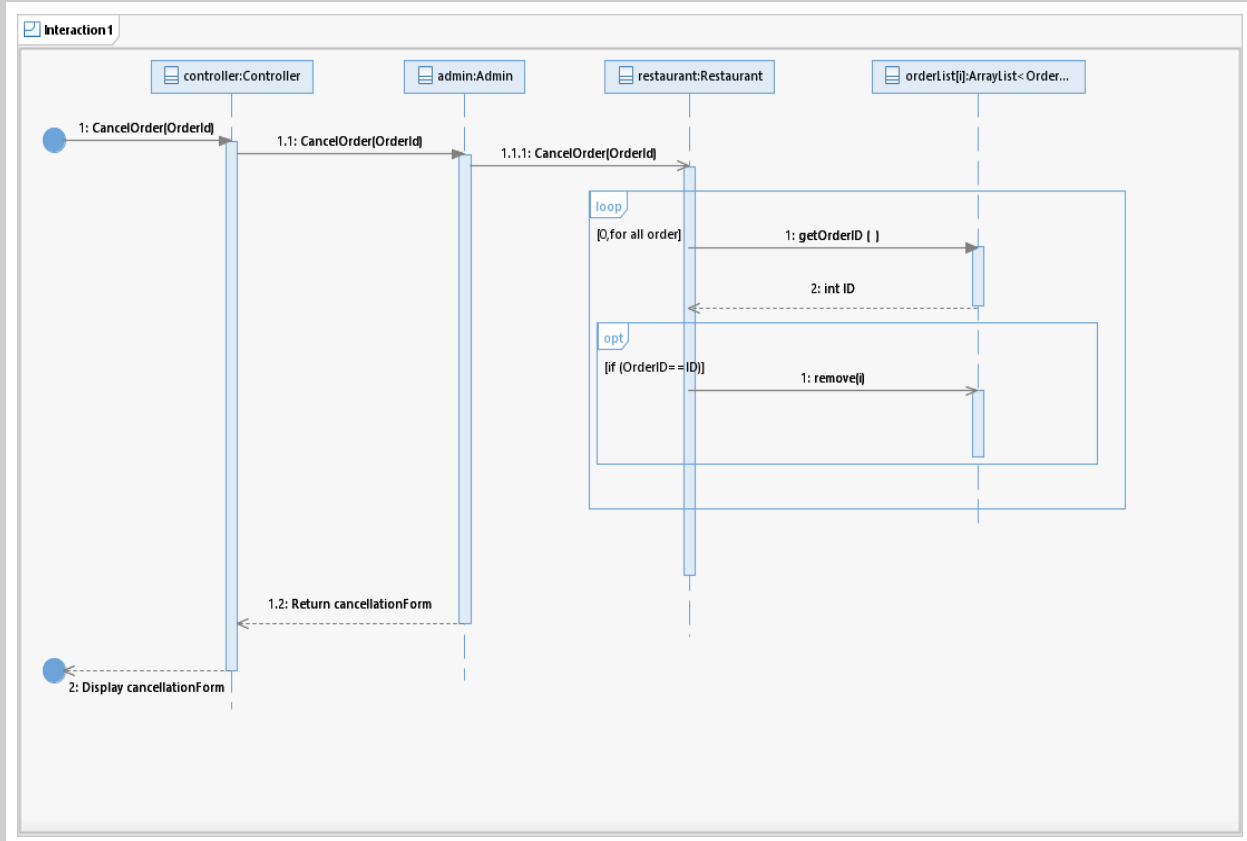 Interaction1
controller:Controller
admin:Admin
restaurant:Restaurant
orderList[i]:ArrayList<Order...
1: CancelOrder(OrderId)
1.1: CancelOrder(OrderId)
1.1.1: CancelOrder(OrderId)
loop
[0,for all order]
1: getOrderID ( )
2: int ID
opt
[if (OrderID==ID)]
1: remove(i)
1.2: Return cancellationForm
2: Display cancellationForm